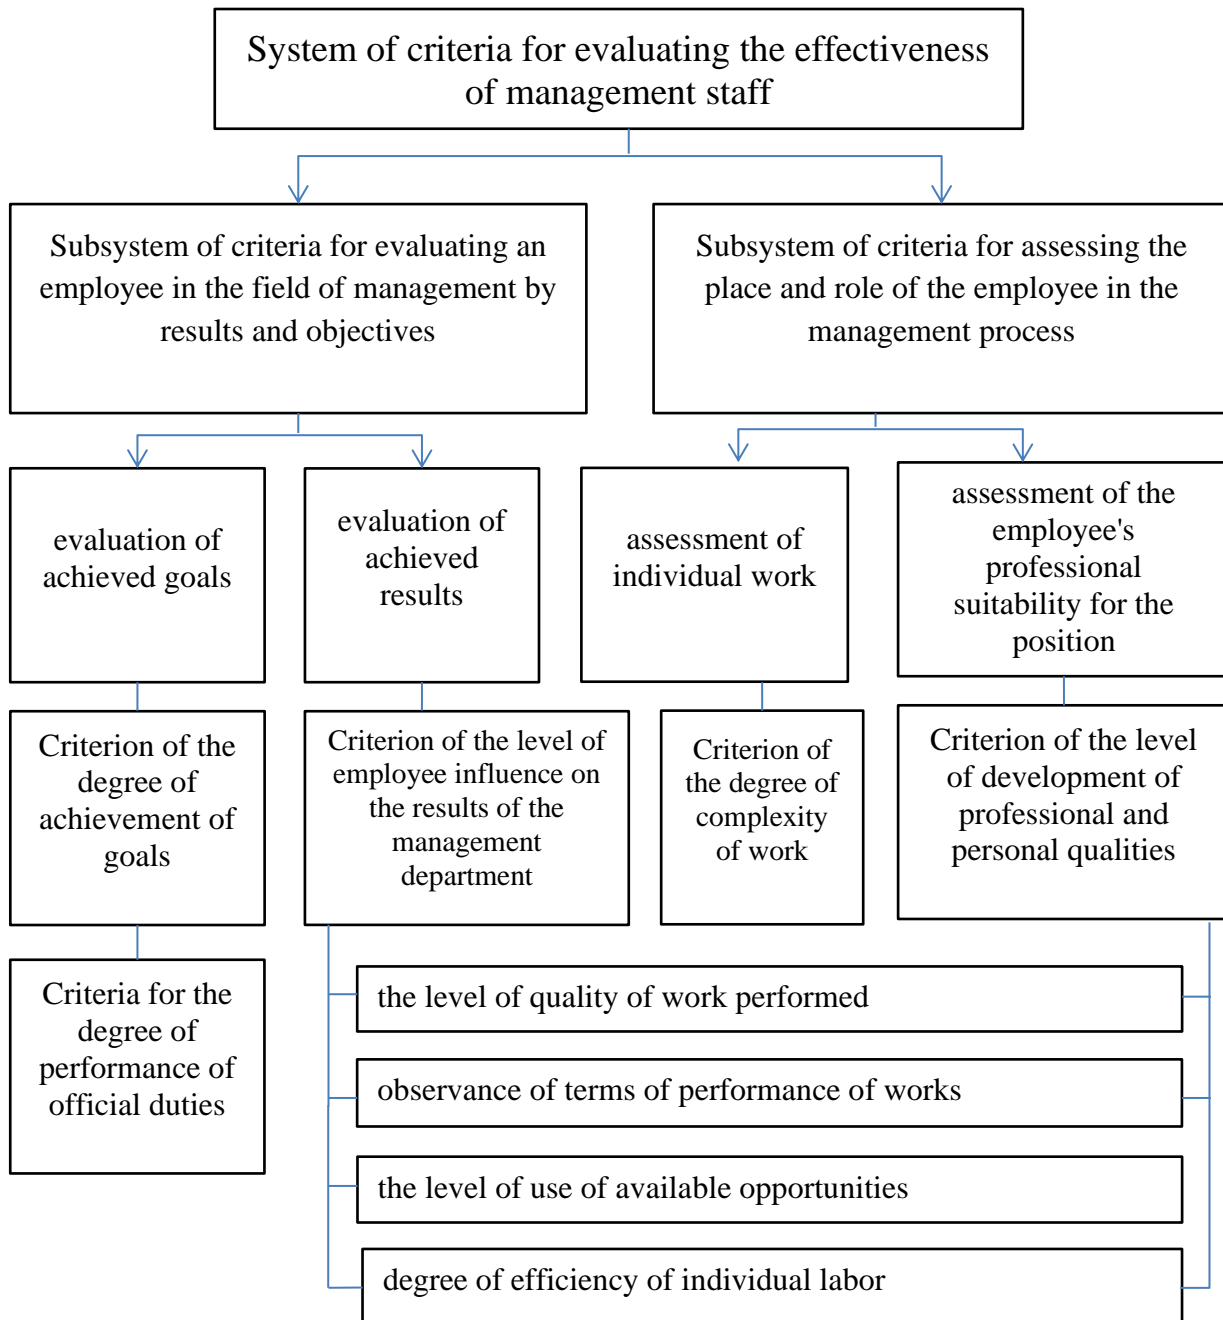 System of criteria for evaluating the effectiveness
of management staff
Subsystem of criteria for evaluating an
employee in the field of management by
results and objectives
Subsystem of criteria for assessing the
place and role of the employee in the
management process
evaluation of
achieved goals
evaluation of
achieved
results
assessment of
individual work
assessment of the
employee's
professional
suitability for the
position
Criterion of the
degree of
achievement of
goals
Criterion of the level of
employee influence on
the results of the
management
department
Criterion of
the degree of
complexity
of work
Criterion of the level
of development of
professional and
personal qualities
Criteria for the
degree of
performance of
official duties
the level of quality of work performed
observance of terms of performance of works
the level of use of available opportunities
degree of efficiency of individual labor